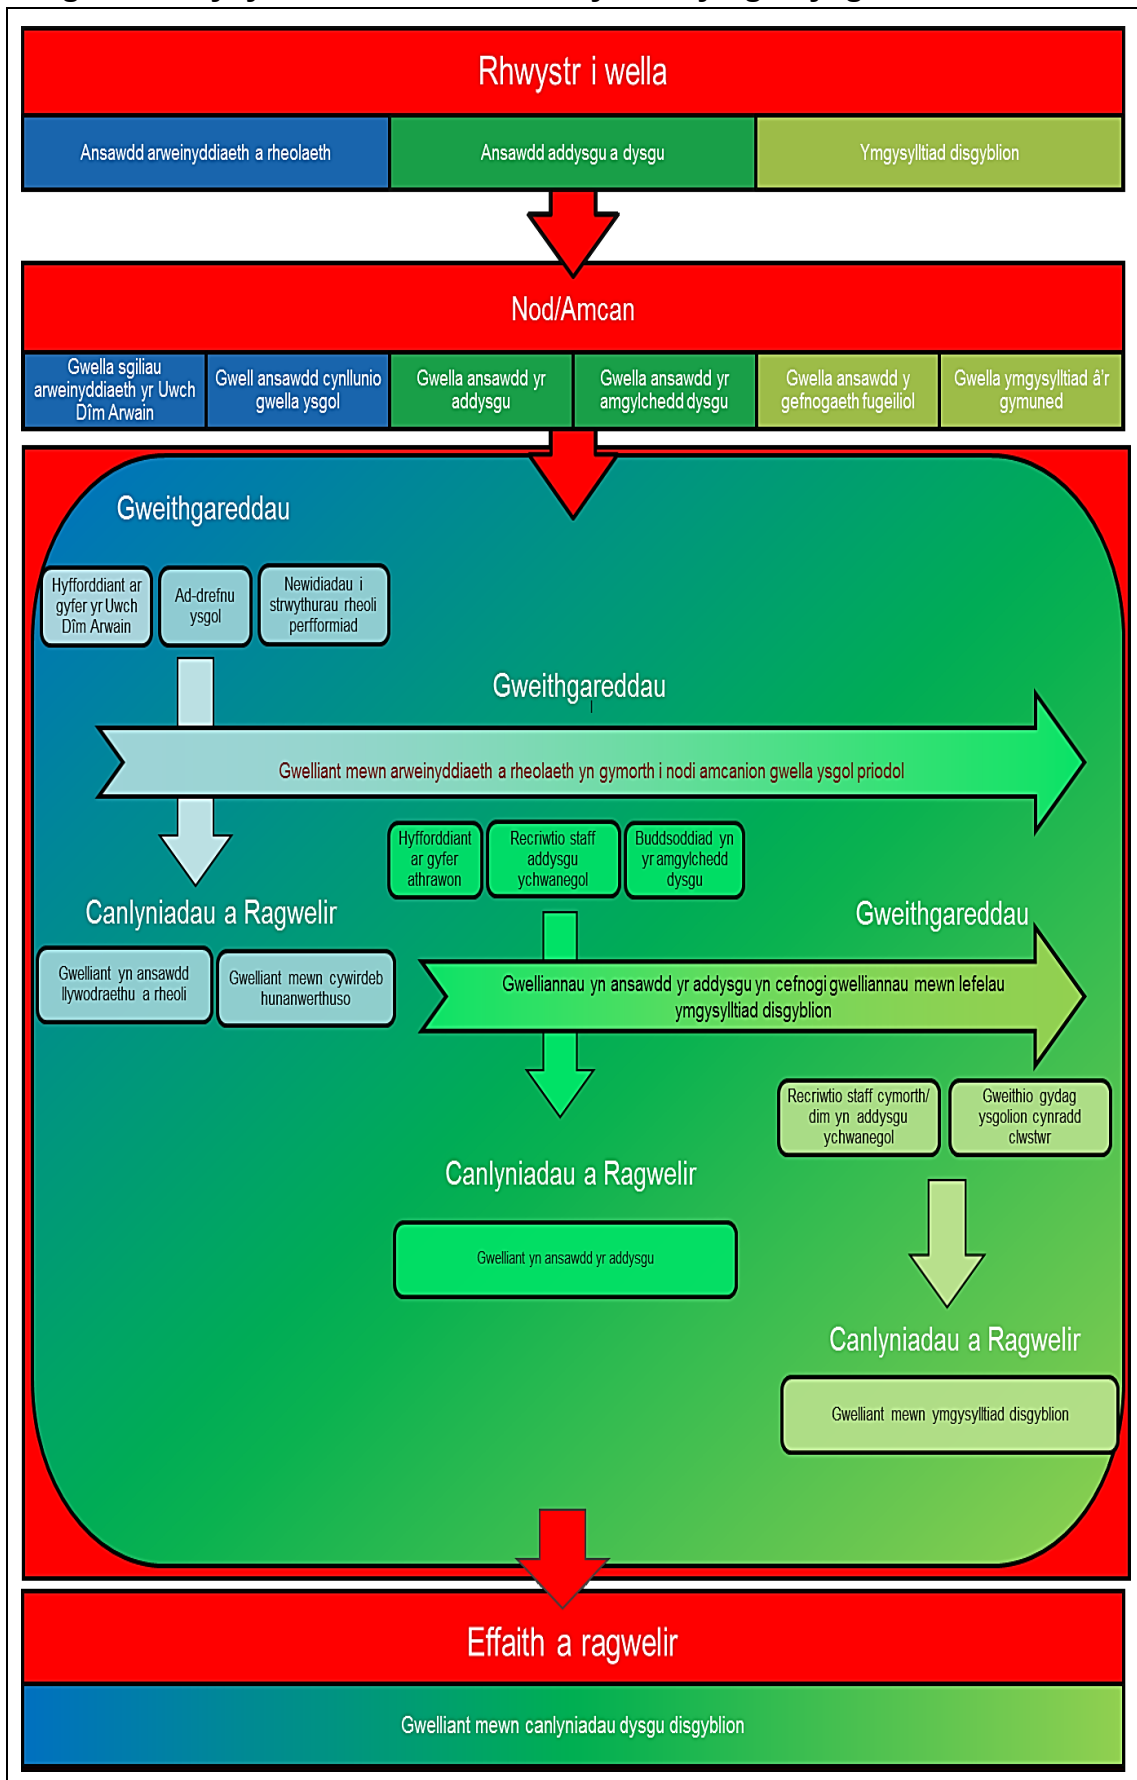 Rhwystr i wella
Ansawdd arweinyddiaeth a rheolaeth
Ansawdd addysgu a dysgu
Ymgysylltiad disgyblion
Nod/Amcan
Gwella sgiliau
arweinyddiaeth yr Uwch
Dîm Arwain
Gwell ansawdd cynllunio
gwella ysgol
Gwella ansawdd yr
addysgu
Gwella ansawdd yr
amgylchedd dysgu
Gwella ansawdd y
gefnogaeth fugeiliol
Gwella ymgysylltiad â'r
gymuned
Gweithgareddau
Hyfforddiant ar
gyfer yr Uwch
Dîm Arwain
Ad-drefnu
ysgol
Newidiadau i
strwythurau rheoli
perfformiad
Gweithgareddau
Gwelliant mewn arweinyddiaeth a rheolaeth yn gymorth i nodi amcanion gwella ysgol priodol
Hyfforddiant
ar gyfer
athrawon
Recriwtio staff
addysgu
ychwanegol
Buddsoddiad yn
yr amgylchedd
dysgu
Canlyniadau a Ragwelir
Gwelliant yn ansawdd
llywodraethu a rheoli
Gwelliant mewn cywirdeb
hunanwerthuso
Gweithgareddau
Gwelliannau yn ansawdd yr addysgu yn cefnogi gwelliannau mewn lefelau
ymgysylltiad disgyblion
Recriwtio staff cymorth/
dim yn addysgu
ychwanegol
Gweithio gydag
ysgolion cynradd
clwstwr
Canlyniadau a Ragwelir
Gwelliant yn ansawdd yr addysgu
Canlyniadau a Ragwelir
Gwelliant mewn ymgysylltiad disgyblion
Effaith a ragwelir
Gwelliant mewn canlyniadau dysgu disgyblion